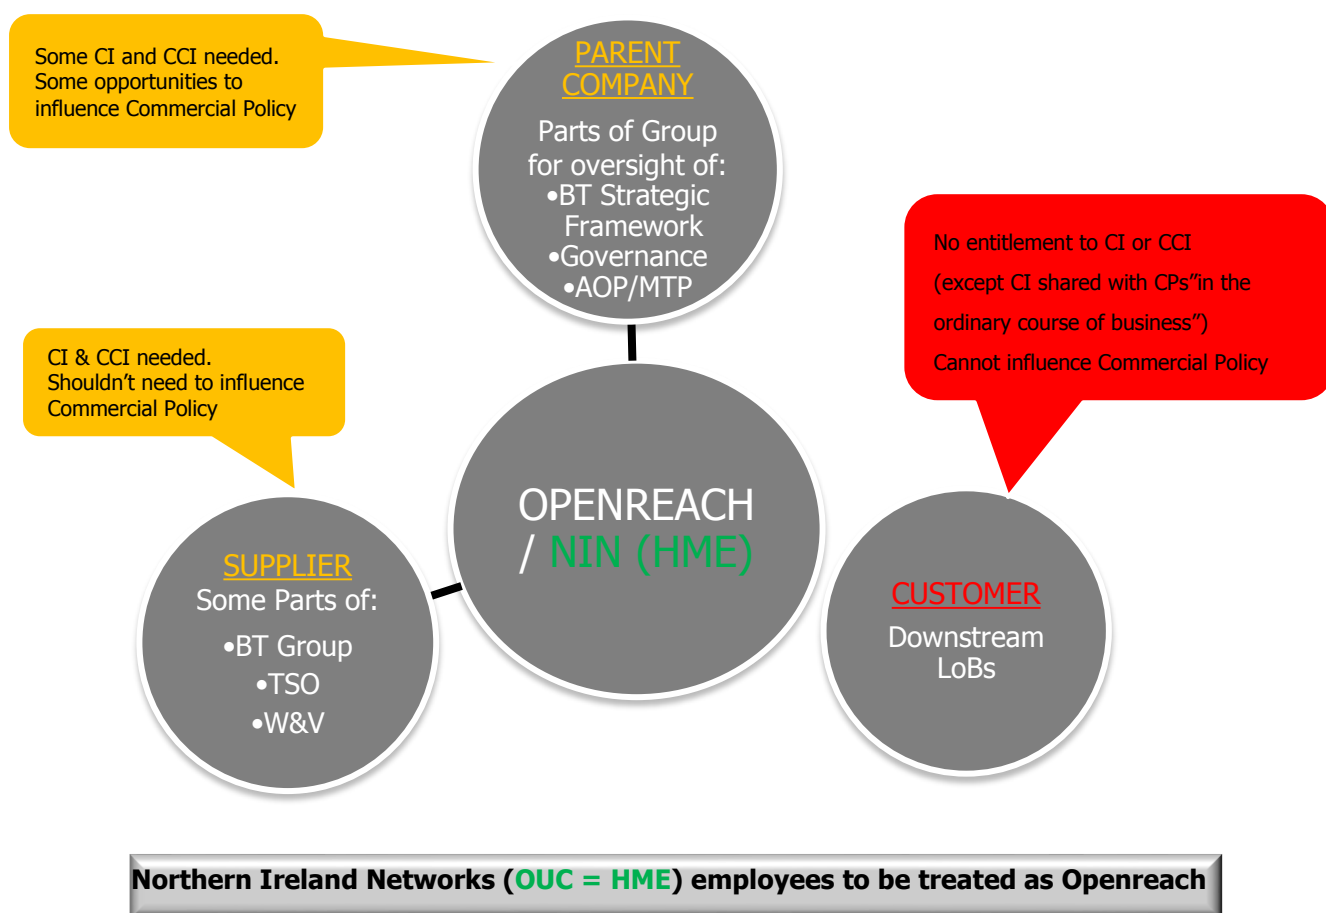 Some CI and CCI needed.
Some opportunities to
influence Commercial Policy
PARENT
COMPANY
Parts of Group
for oversight of:
•BT Strategic
Framework
•Governance
•AOP/MTP
No entitlement to CI or CCI
(except CI shared with CPs”in the
ordinary course of business”)
Cannot influence Commercial Policy
CI & CCI needed.
Shouldn’t need to influence
Commercial Policy
OPENREACH
/ NIN (HME)
SUPPLIER
Some Parts of:
•BT Group
•TSO
•W&V
CUSTOMER
Downstream
LoBs
Northern Ireland Networks (OUC = HME) employees to be treated as Openreach